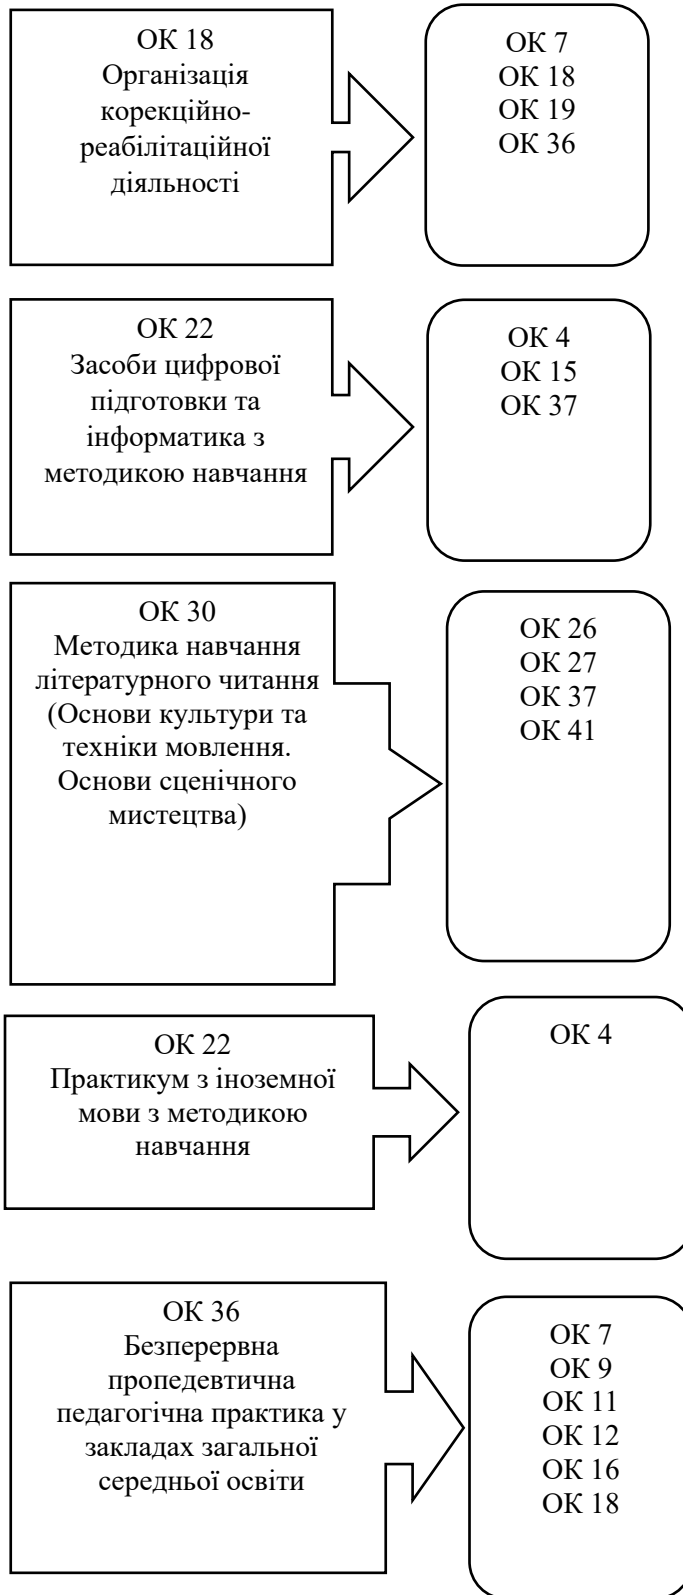 ОК 18
Організація
корекційно-
реабілітаційної
діяльності
ОК 7
ОК 18
ОК 19
ОК 36
ОК 22
Засоби цифрової
підготовки та
інформатика з
методикою навчання
ОК 4
ОК 15
ОК 37
ОК 30
Методика навчання
літературного читання
(Основи культури та
техніки мовлення.
Основи сценічного
мистецтва)
ОК 26
ОК 27
ОК 37
ОК 41
ОК 22
Практикум з іноземної
мови з методикою
навчання
ОК 4
ОК 36
Безперервна
пропедевтична
педагогічна практика у
закладах загальної
середньої освіти
ОК 7
ОК 9
ОК 11
ОК 12
ОК 16
ОК 18